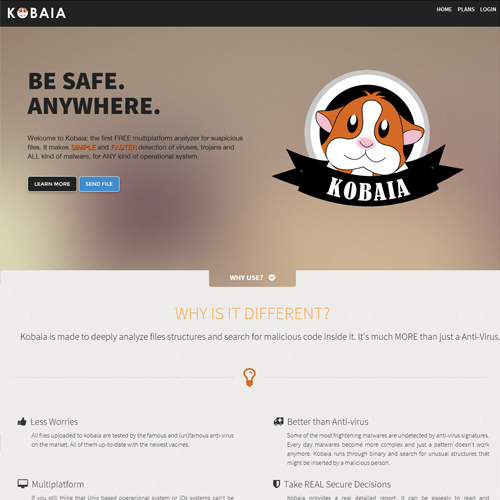 KOBAIA
HOME PLANS LOGIN
BE SAFE.
ANYWHERE.
Welcome to Kobaia: the first FREE multiplatform analyzer for suspicious
files. It makes SIMPLE and FASTER detection of viruses, trojans and
ALL kind of malware, for ANY kind of operational system.
LEARN MORE
SEND FILE
KOBAIA
WHY USE?
WHY IS IT DIFFERENT?
Kobaia is made to deeply analyze files structures and search for malicious code inside it. It's much MORE than just a Anti-Virus.
Less Worries
All files uploaded to kobaia are tested by the famous and (un)famous anti-virus
on the market. All of them up-to-date with the newest vacines.
Better than Anti-virus
Some of the most frightening malwares are undetected by anti-virus signatures.
Every day malwares become more complex and just a pattern doesn't work
anymore. Kobaia runs through binary and search for unusual structures that
might be inserted by a malicious person.
Multiplatform
If you still thing that Unix based operacional system or iOs systems can't be
Take REAL Secure Decisions
Kobaia provides a real detailed report. It can be easealy to read and